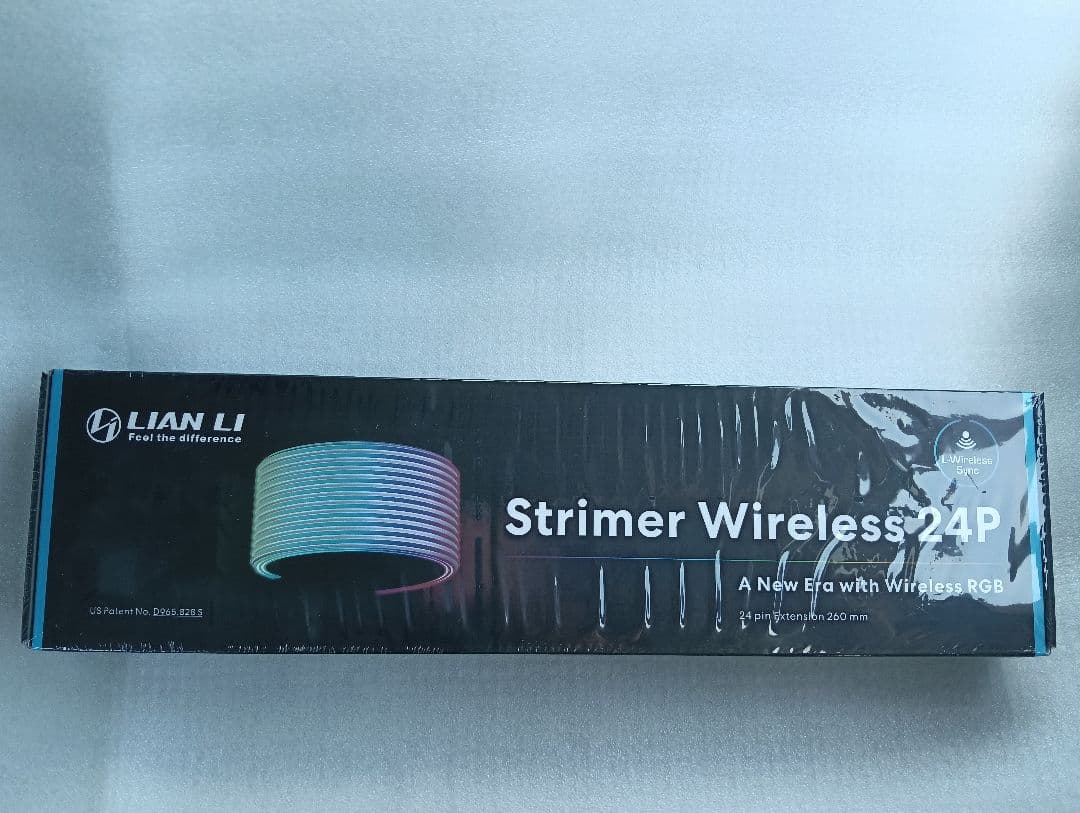 LIAN LI
Feel the difference
L-Wireless
Sync
Strimer Wireless 24P
A New Era with Wireless RGB
24 pin Extension 260 mm
US Patent No. D965,828 S